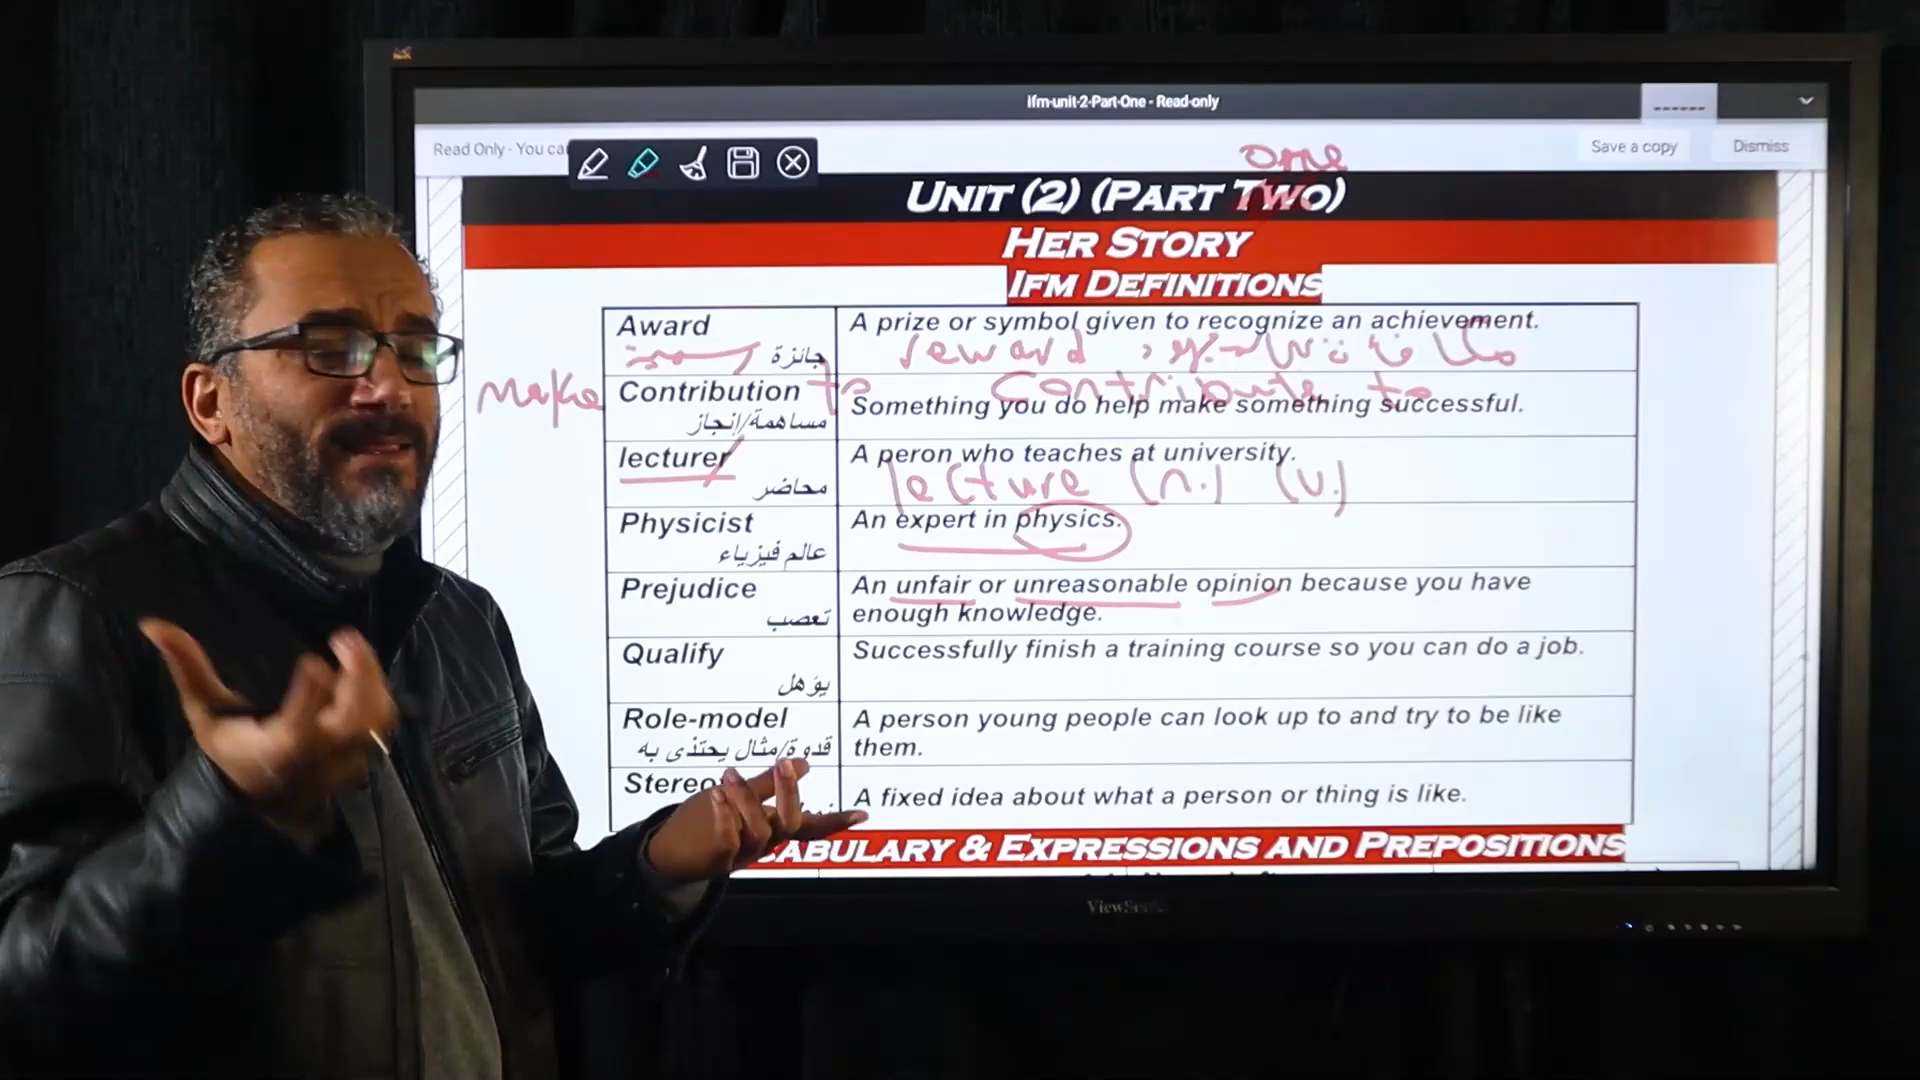 Ifm-unit-2-Part-One - Read-only
Read Only - You ca
Save a copy
Dismiss
one
UNIT (2) (PART TWO)
HER STORY
IFM DEFINITIONS
Award
جائزة
A prize or symbol given to recognize an achievement.
reward
مكافأة
make
Contribution
to
مساهمة/إنجاز
contribute to
Something you do help make something successful.
lecturer
محاضر
A peron who teaches at university.
lecture (n.) (v.)
Physicist
عالم فيزياء
An expert in physics.
Prejudice
تعصب
An unfair or unreasonable opinion because you have
enough knowledge.
Qualify
يؤهل
Successfully finish a training course so you can do a job.
Role-model
قدوة/مثال يحتذى به
A person young people can look up to and try to be like
them.
Stereo
A fixed idea about what a person or thing is like.
CABULARY & EXPRESSIONS AND PREPOSITIONS